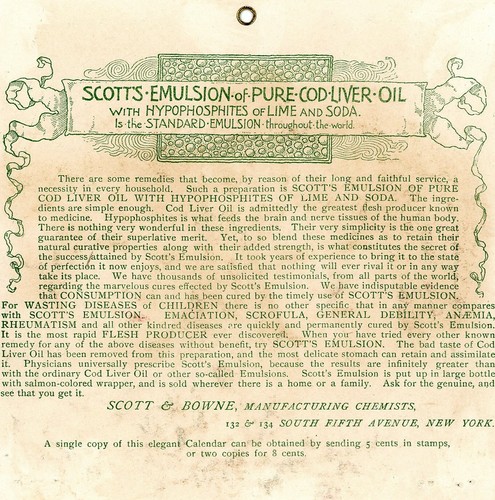 SCOTT'S·EMULSION·of·PURE·COD·LIVER·OIL
WITH HYPOPHOSPHITES OF LIME AND SODA.
Is the·STANDARD·EMULSION·throughout·the·world.
There are some remedies that become, by reason of their long and faithful service, a
necessity in every household. Such a preparation is SCOTT'S EMULSION OF PURE
COD LIVER OIL WITH HYPOPHOSPHITES OF LIME AND SODA. The ingre-
dients are simple enough. Cod Liver Oil is admittedly the greatest flesh producer known
to medicine. Hypophosphites is what feeds the brain and nerve tissues of the human body.
There is nothing very wonderful in these ingredients. Their very simplicity is the one great
guarantee of their superlative merit. Yet, to so blend these medicines as to retain their
natural curative properties along with their added strength, is what constitutes the secret of
the success attained by Scott's Emulsion. It took years of experience to bring it to the state
of perfection it now enjoys, and we are satisfied that nothing will ever rival it or in any way
take its place. We have thousands of unsolicited testimonials, from all parts of the world,
regarding the marvelous cures effected by Scott's Emulsion. We have indisputable evidence
that CONSUMPTION can and has been cured by the timely use of SCOTT'S EMULSION.
For WASTING DISEASES of CHILDREN there is no other specific that in any manner compares
with SCOTT'S EMULSION. EMACIATION, SCROFULA, GENERAL DEBILITY, ANÆMIA,
RHEUMATISM and all other kindred diseases are quickly and permanently cured by Scott's Emulsion.
It is the most rapid FLESH PRODUCER ever discovered. When you have tried every other known
remedy for any of the above diseases without benefit, try SCOTT'S EMULSION. The bad taste of Cod
Liver Oil has been removed from this preparation, and the most delicate stomach can retain and assimilate
it. Physicians universally prescribe Scott's Emulsion, because the results are infinitely greater than
with the ordinary Cod Liver Oil or other so-called Emulsions. Scott's Emulsion is put up in large bottle
with salmon-colored wrapper, and is sold wherever there is a home or a family. Ask for the genuine, and
see that you get it.
SCOTT & BOWNE, MANUFACTURING CHEMISTS,
132 & 134 SOUTH FIFTH AVENUE, NEW YORK.
A single copy of this elegant Calendar can be obtained by sending 5 cents in stamps,
or two copies for 8 cents.